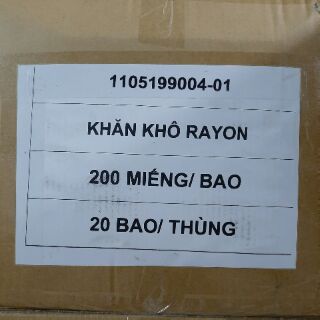 1105199004-01
KHĂN KHÔ RAYON
200 MIẾNG/ BAO
20 BAO/ THÙNG